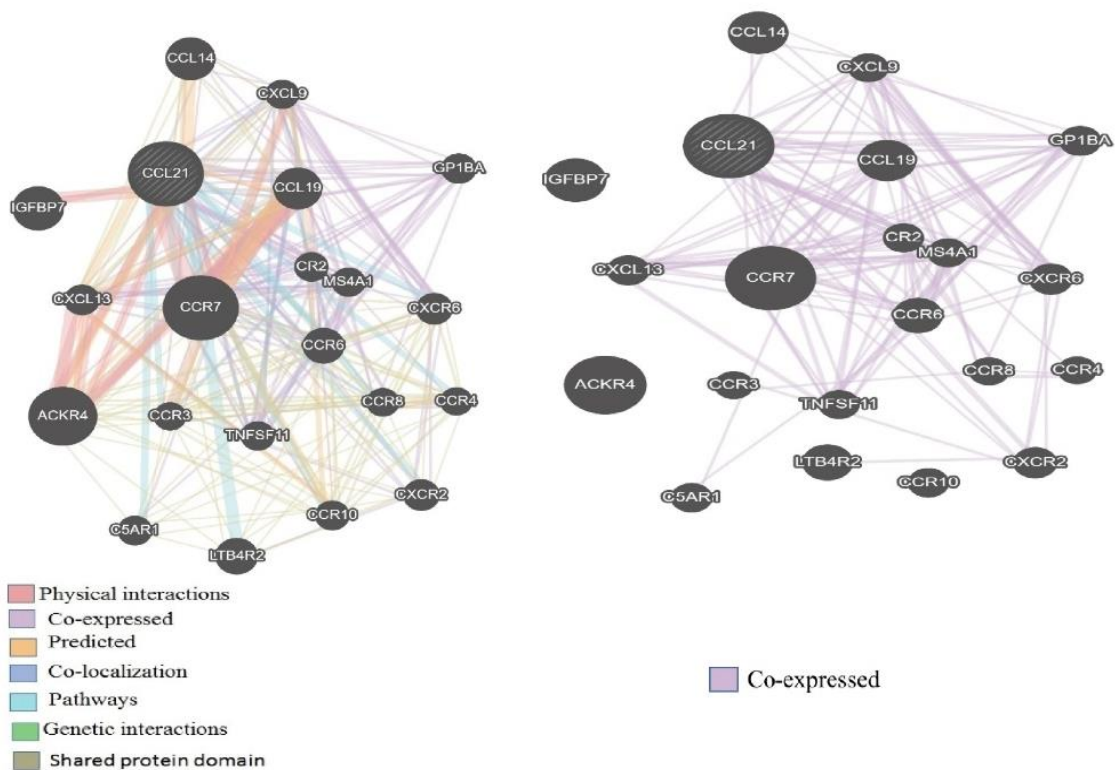 CCL14
CXCL9
GP1BA
CCL21
CCL19
IGFBP7
CR2
MS4A1
CXCL13
CCR7
CXCR6
CCR6
ACKR4
CCR3
CCR8
CCR4
TNFSF11
CXCR2
CCR10
C5AR1
LTB4R2
Physical interactions
Co-expressed
Predicted
Co-localization
Pathways
Genetic interactions
Shared protein domain
CCL14
CXCL9
GP1BA
CCL21
CCL19
IGFBP7
CR2
MS4A1
CXCL13
CCR7
CXCR6
CCR6
ACKR4
CCR3
CCR8
CCR4
TNFSF11
LTB4R2
CXCR2
CCR10
C5AR1
Co-expressed